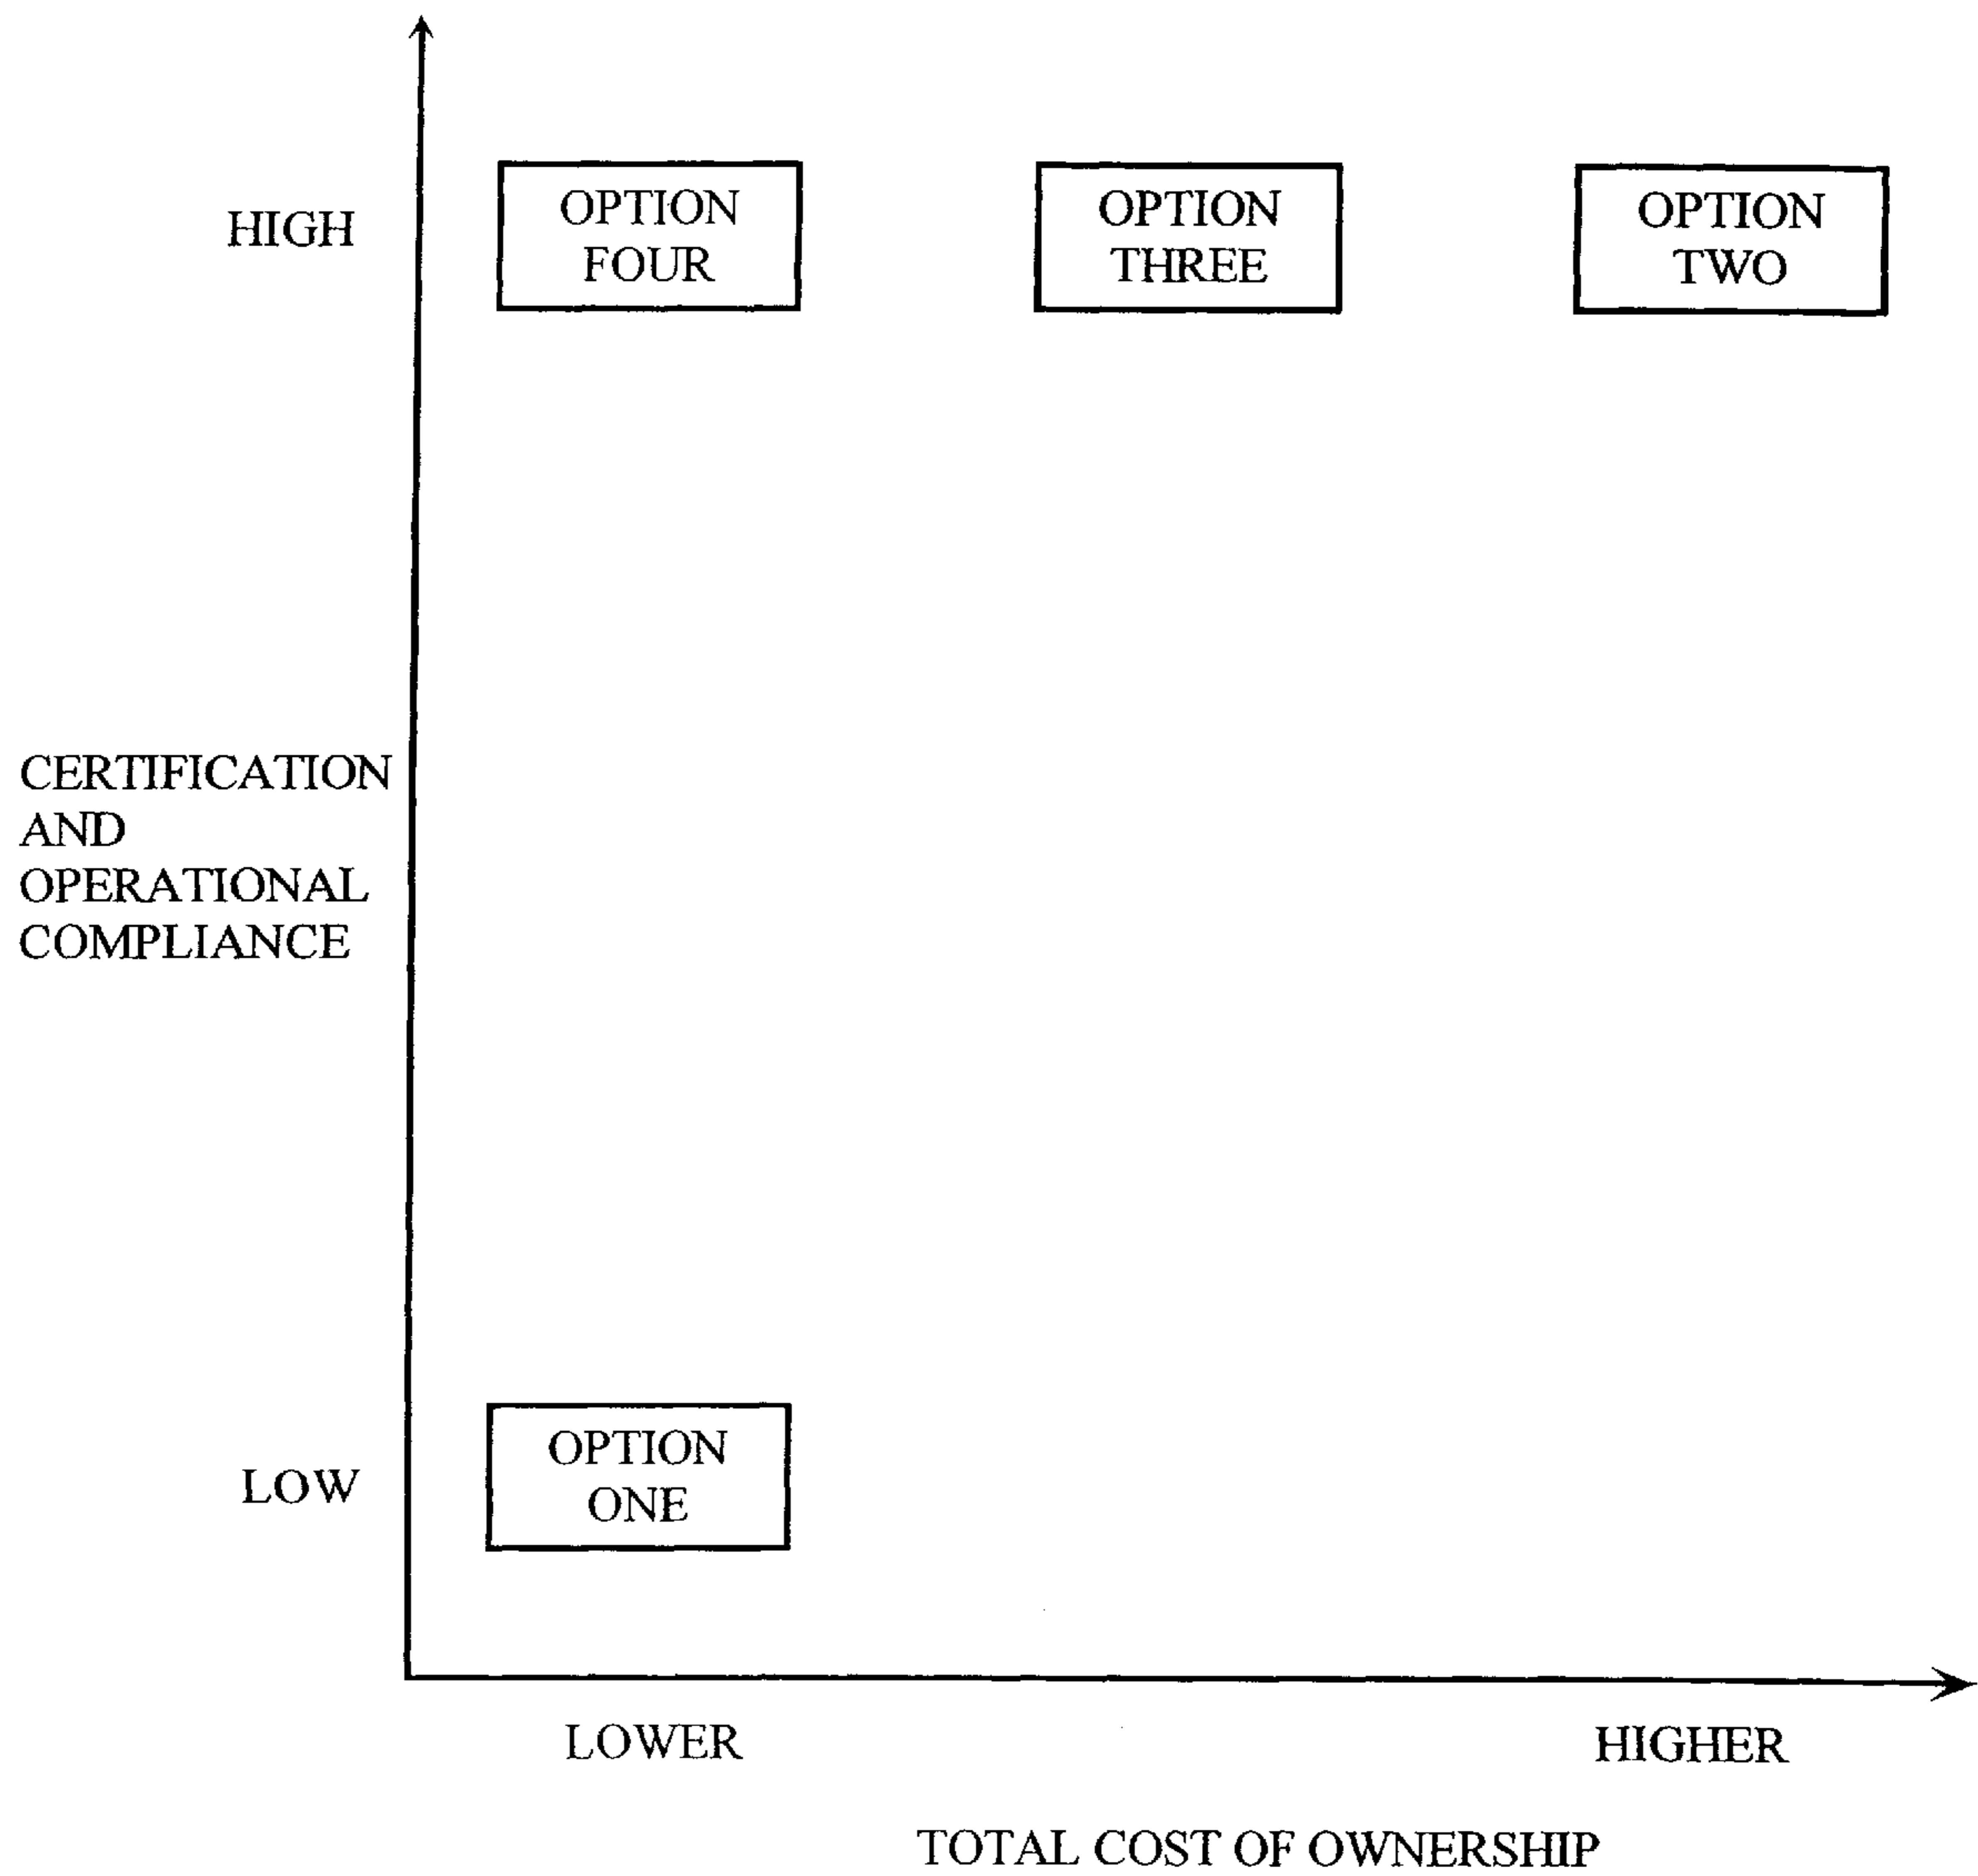 HIGH
OPTION
FOUR
OPTION
THREE
OPTION
TWO
CERTIFICATION
AND
OPERATIONAL
COMPLIANCE
LOW
OPTION
ONE
LOWER
HIGHER
TOTAL COST OF OWNERSHIP